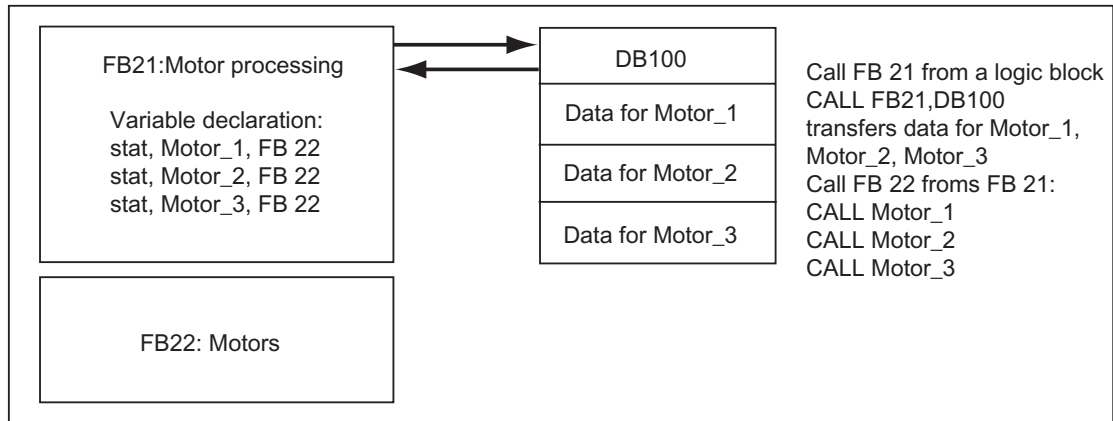 FB21:Motor processing
Variable declaration:
stat, Motor_1, FB 22
stat, Motor_2, FB 22
stat, Motor_3, FB 22
FB22: Motors
DB100
Data for Motor_1
Data for Motor_2
Data for Motor_3
Call FB 21 from a logic block
CALL FB21,DB100
transfers data for Motor_1,
Motor_2, Motor_3
Call FB 22 froms FB 21:
CALL Motor_1
CALL Motor_2
CALL Motor_3